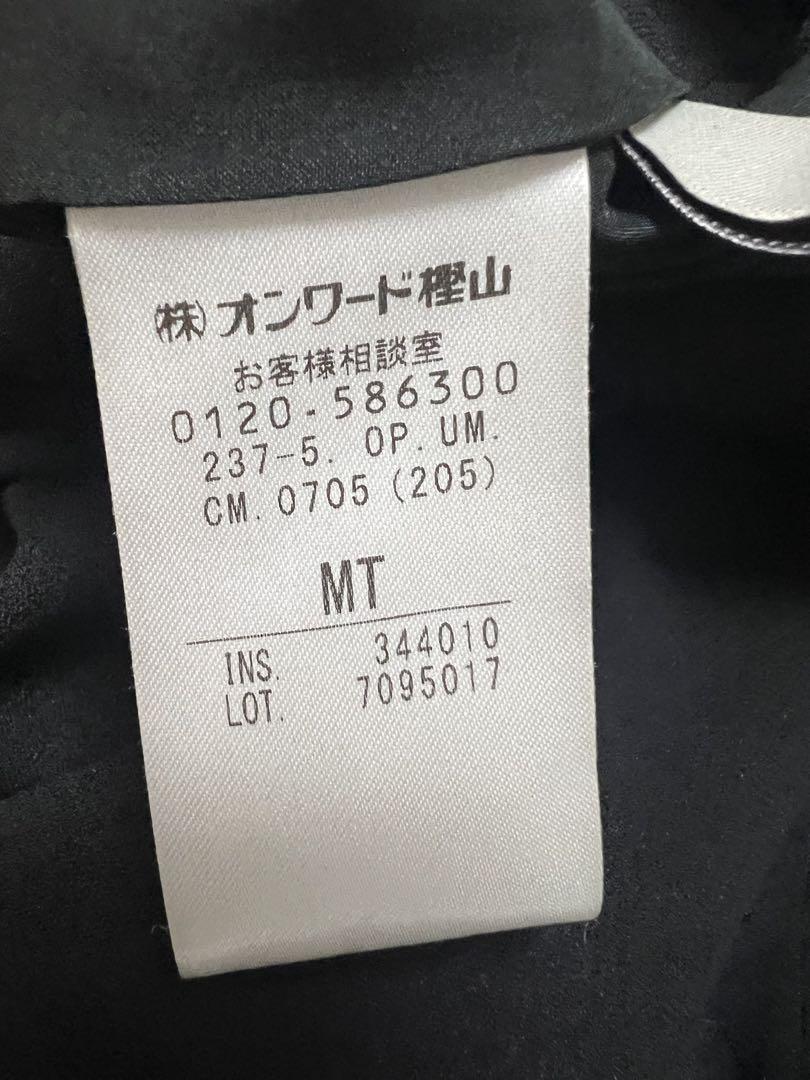 (株)オンワード樫山
お客様相談室
0120-586300
237-5. OP. UM.
CM. 0705 (205)
MT
INS. 344010
LOT. 7095017